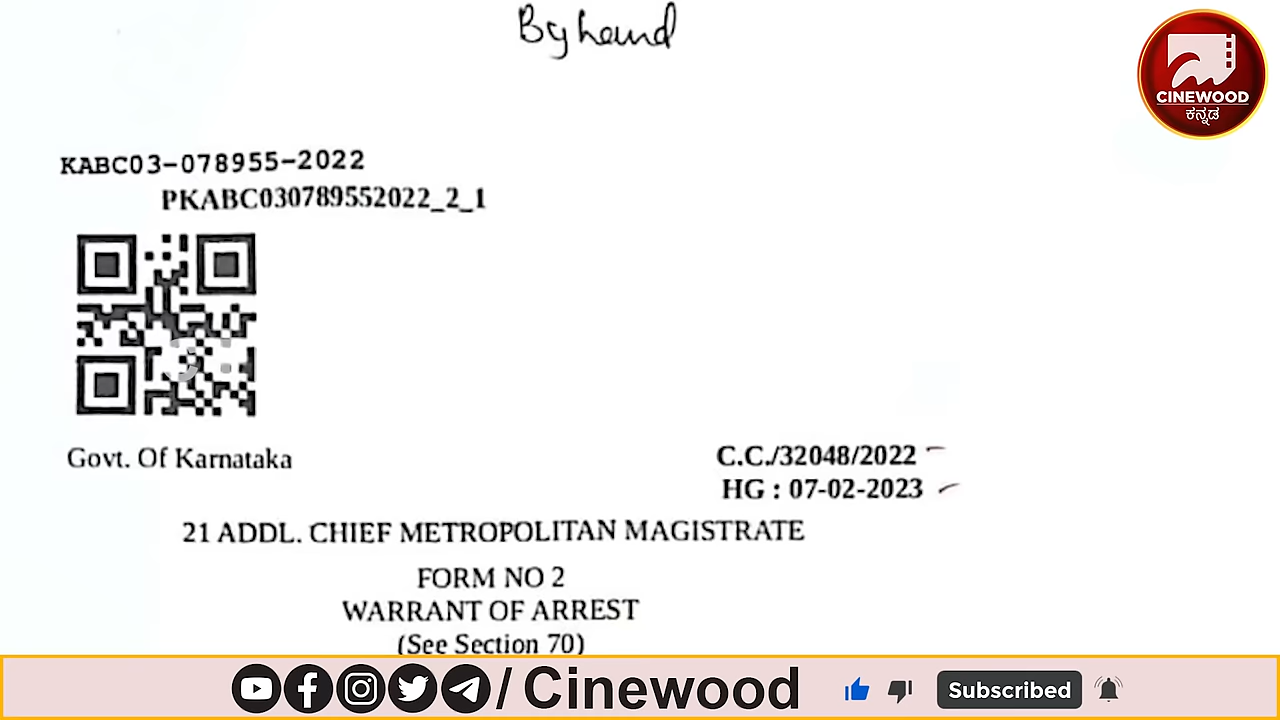 By hand
CINEWOOD
ಕನ್ನಡ
KABC03-078955-2022
PKABC030789552022_2_1
Govt. Of Karnataka
C.C./32048/2022
HG : 07-02-2023
21 ADDL. CHIEF METROPOLITAN MAGISTRATE
FORM NO 2
WARRANT OF ARREST
(See Section 70)
/ Cinewood
Subscribed